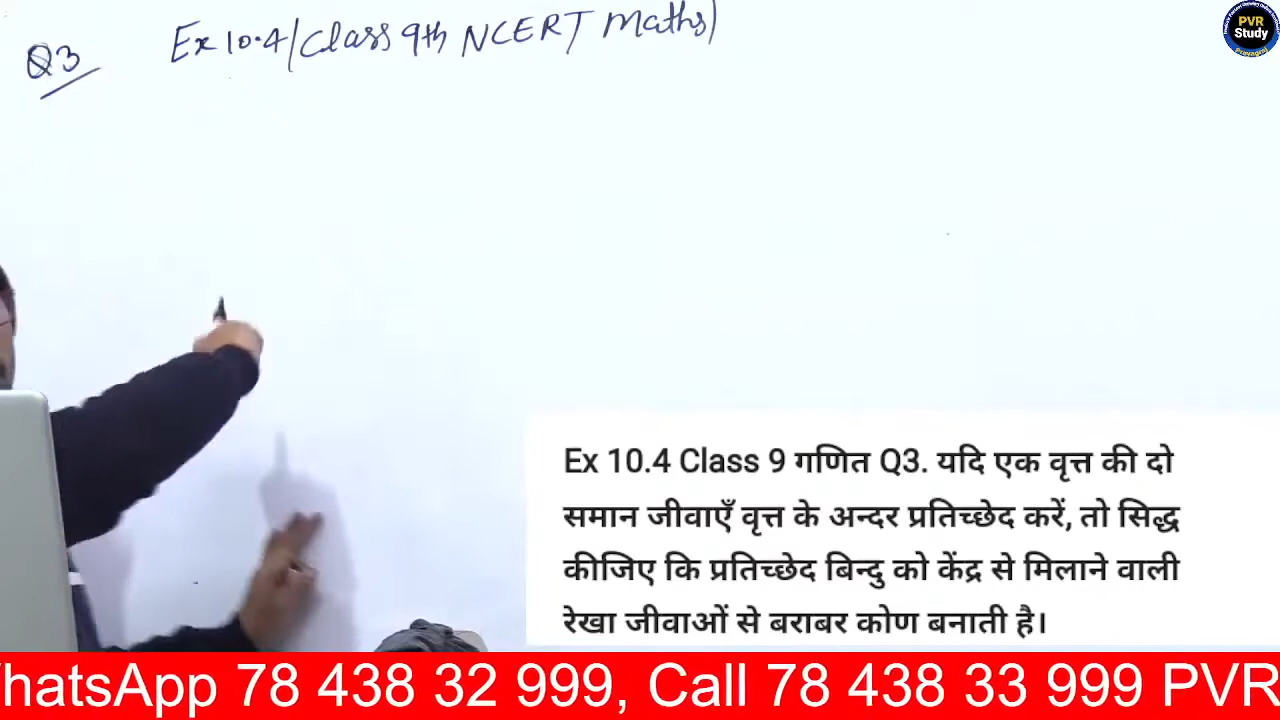 Q3 Ex 10.4/Class 9th NCERT Maths)
PVR
Study
Prayagraj
Ex 10.4 Class 9 गणित Q3. यदि एक वृत्त की दो
समान जीवाएँ वृत्त के अन्दर प्रतिच्छेद करें, तो सिद्ध
कीजिए कि प्रतिच्छेद बिन्दु को केंद्र से मिलाने वाली
रेखा जीवाओं से बराबर कोण बनाती है।
hatsApp 78 438 32 999, Call 78 438 33 999 PVR